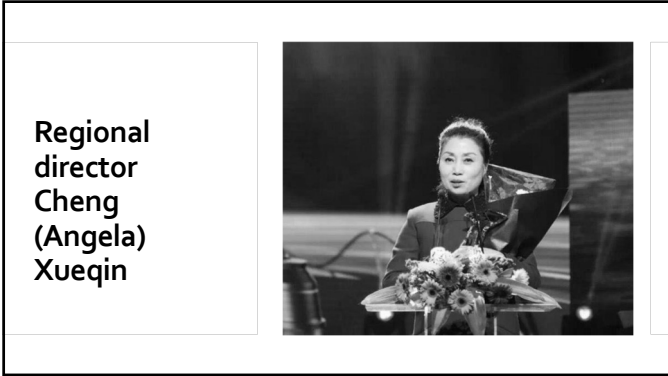 Regional
director
Cheng
(Angela)
Xueqin